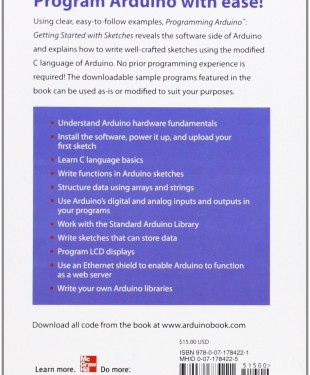 Program Arduino with ease!
Using clear, easy-to-follow examples, Programming Arduino™:
Getting Started with Sketches reveals the software side of Arduino
and explains how to write well-crafted sketches using the modified
C language of Arduino. No prior programming experience is
required! The downloadable sample programs featured in the
book can be used as-is or modified to suit your purposes.
• Understand Arduino hardware fundamentals
• Install the software, power it up, and upload your
first sketch
• Learn C language basics
• Write functions in Arduino sketches
• Structure data using arrays and strings
• Use Arduino's digital and analog inputs and outputs in
your programs
• Work with the Standard Arduino Library
• Write sketches that can store data
• Program LCD displays
• Use an Ethernet shield to enable Arduino to function
as a web server
• Write your own Arduino libraries
Download all code from the book at www.arduinobook.com
$15.00 USD
ISBN 978-0-07-178422-1
MHID 0-07-178422-5
51500
Learn more. Mc Graw Hill Do more.